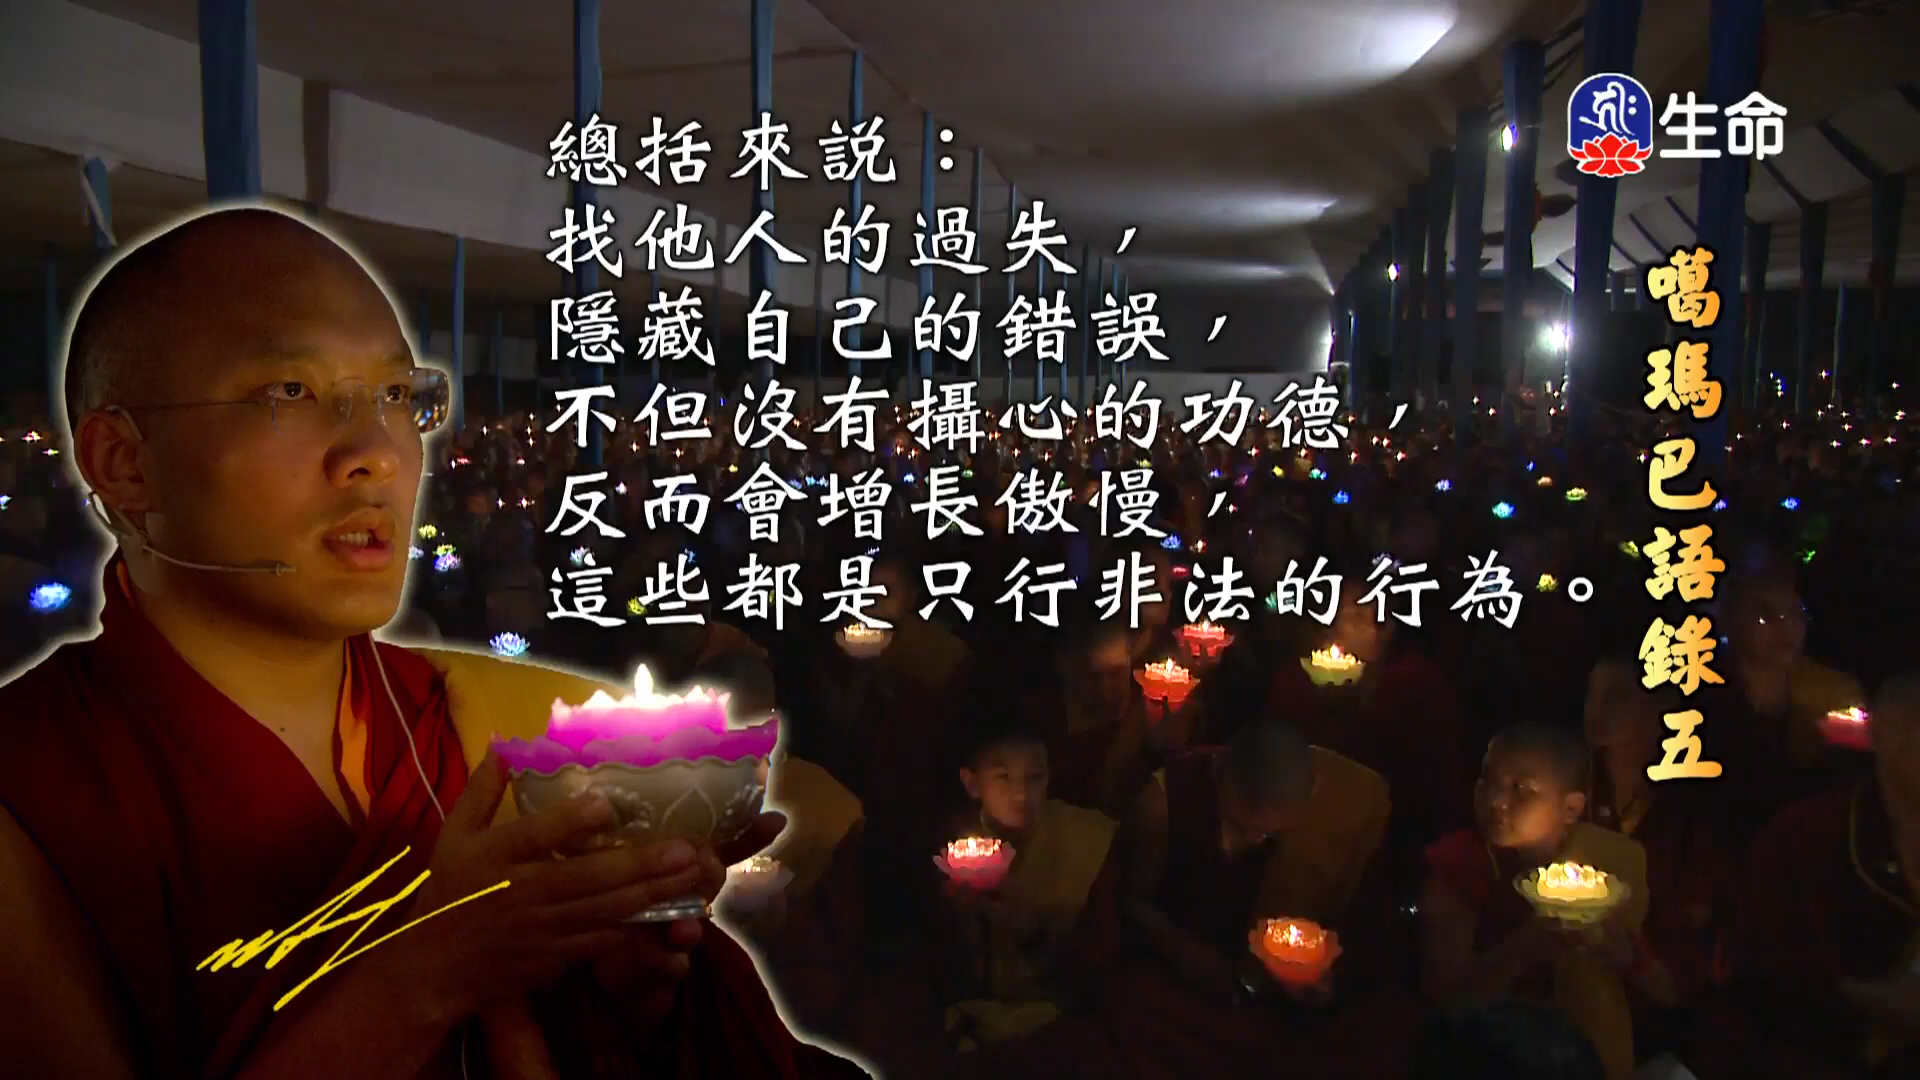 總括來說：
找他人的過失，
隱藏自己的錯誤，
不但沒有攝心的功德，
反而會增長傲慢，
這些都是只行非法的行為。
生命
噶瑪巴語錄五